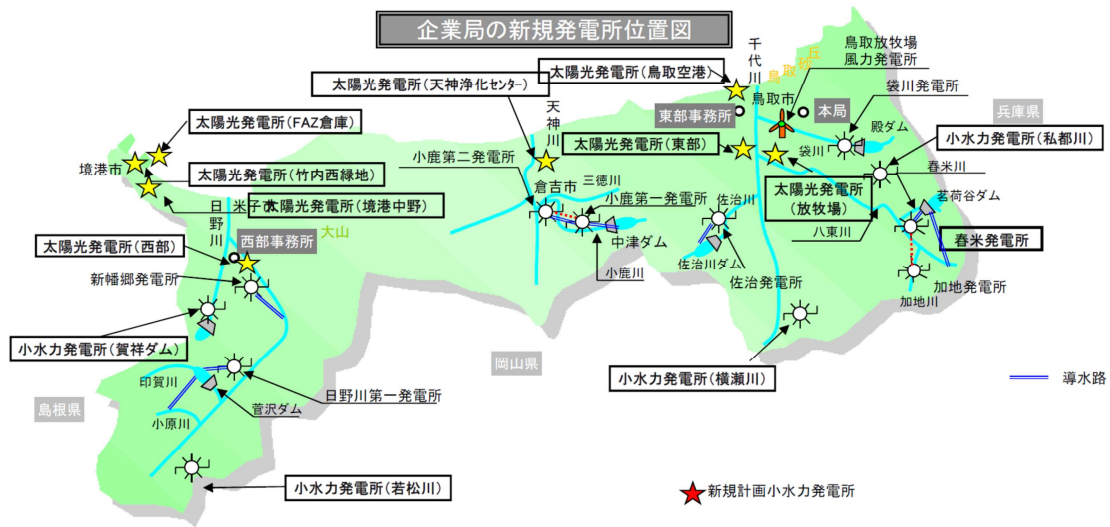 企業局の新規発電所位置図
太陽光発電所(鳥取空港)
千代川
鳥取砂丘
鳥取放牧場
風力発電所
太陽光発電所(天神浄化センター)
袋川発電所
兵庫県
鳥取市
本局
東部事務所
天神川
太陽光発電所(FAZ倉庫)
殿ダム
小水力発電所(私都川)
太陽光発電所(東部)
袋川
小鹿第二発電所
境港市
太陽光発電所(竹内西緑地)
春米川
三徳川
倉吉市
小鹿第一発電所
佐治川
太陽光発電所
(放牧場)
茗荷谷ダム
日野川
米子市
太陽光発電所(境港中野)
大山
八東川
太陽光発電所(西部)
西部事務所
中津ダム
舂米発電所
佐治川ダム
小鹿川
新幡郷発電所
佐治発電所
加地発電所
加地川
小水力発電所(賀祥ダム)
岡山県
小水力発電所(横瀬川)
導水路
印賀川
日野川第一発電所
島根県
菅沢ダム
小原川
小水力発電所(若松川)
新規計画小水力発電所